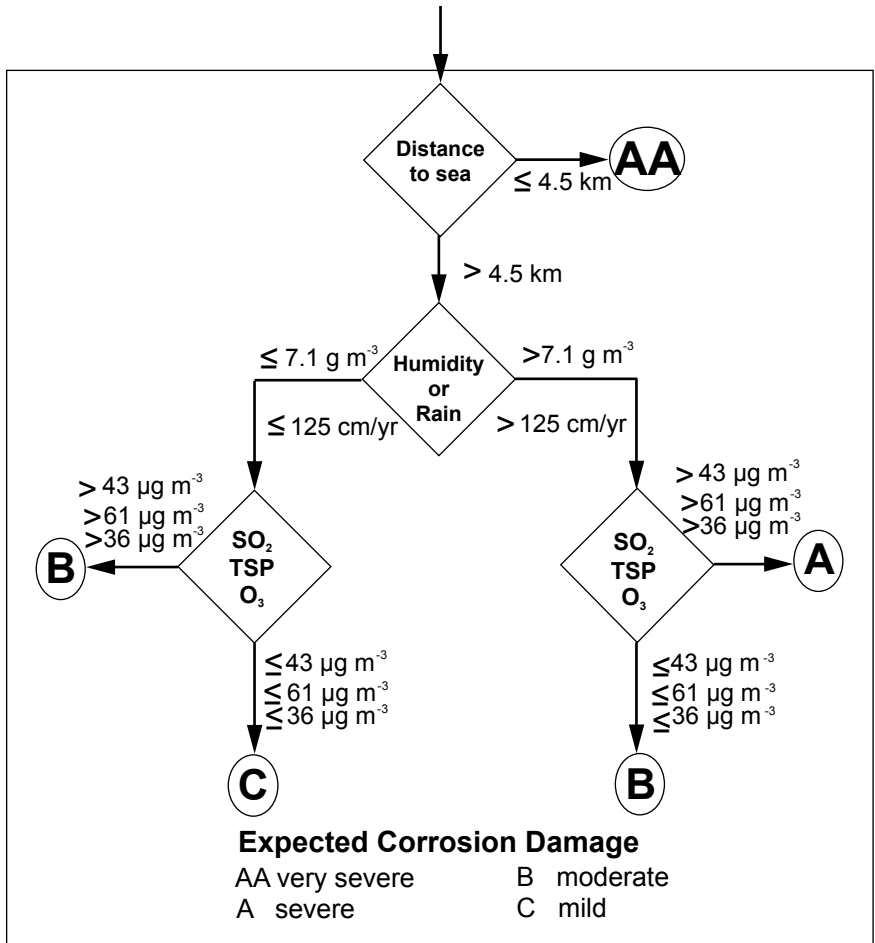 Distance
to sea
AA
≤ 4.5 km
> 4.5 km
≤ 7.1 g m⁻³
Humidity
or
Rain
>7.1 g m⁻³
≤ 125 cm/yr
> 125 cm/yr
> 43 µg m⁻³
>61 µg m⁻³
>36 µg m⁻³
B
SO₂
TSP
O₃
> 43 µg m⁻³
>61 µg m⁻³
>36 µg m⁻³
SO₂
TSP
O₃
A
≤43 µg m⁻³
≤61 µg m⁻³
≤36 µg m⁻³
C
≤43 µg m⁻³
≤61 µg m⁻³
≤36 µg m⁻³
B
Expected Corrosion Damage
AA very severe
B moderate
A severe
C mild